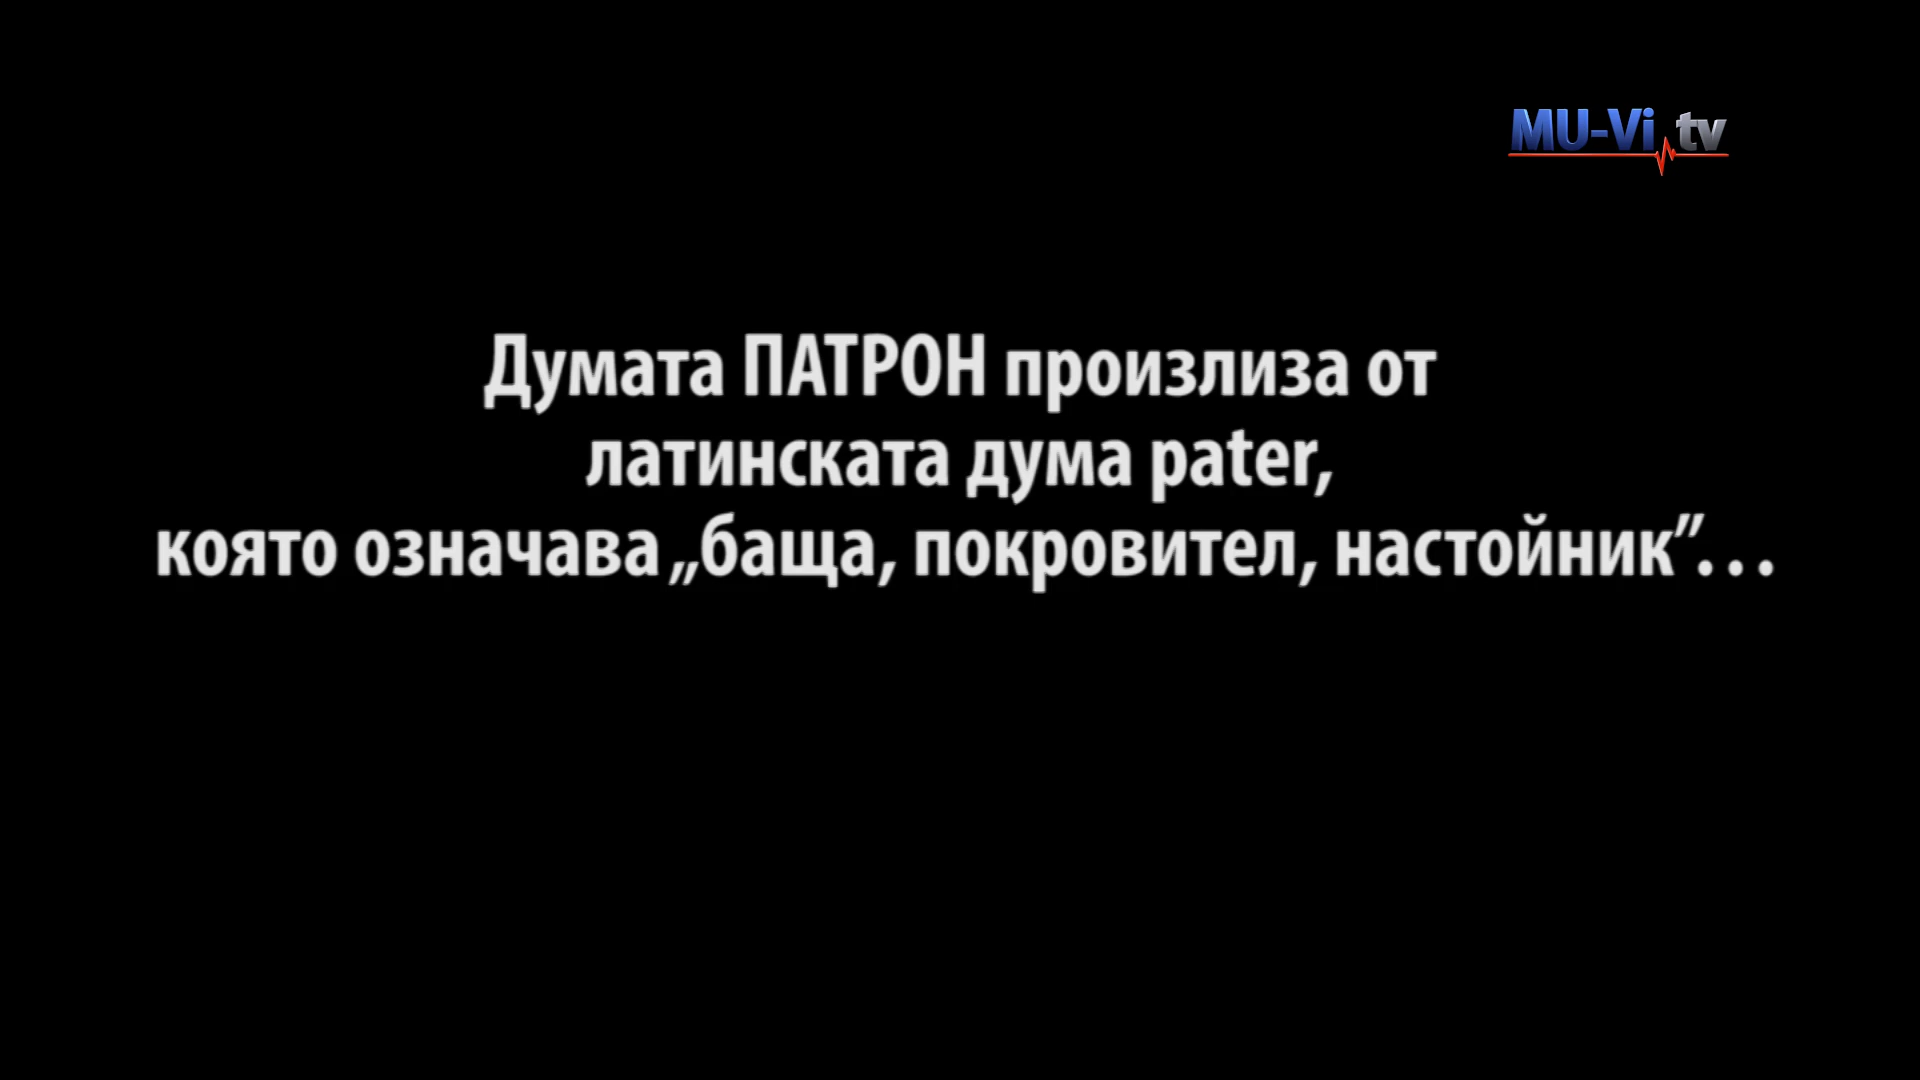 MU-Vi.tv
Думата ПАТРОН произлиза от
латинската дума pater,
която означава „баща, покровител, настойник”...